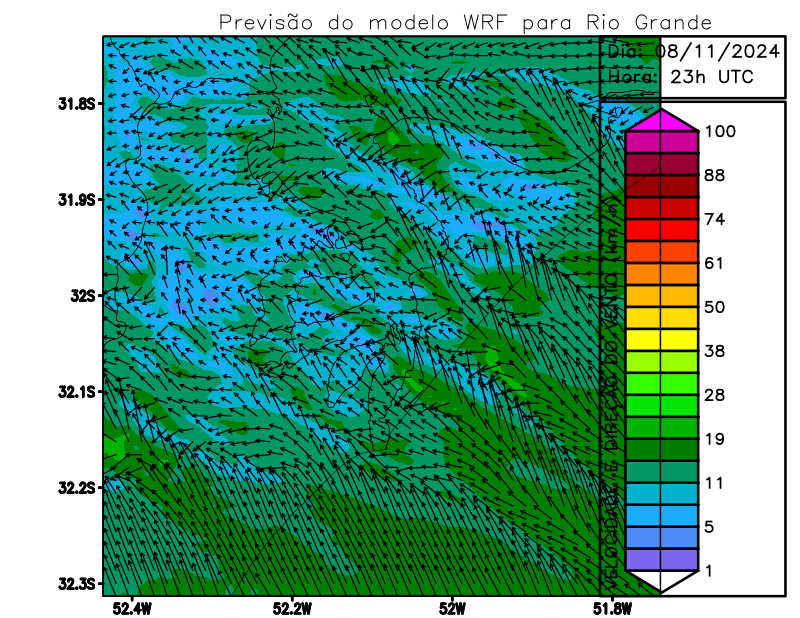 Previsão do modelo WRF para Rio Grande
Dia: 08/11/2024
Hora: 23h UTC
31.8S
31.9S
32S
32.1S
32.2S
32.3S
52.4W
52.2W
52W
51.8W
100
88
74
61
50
38
28
19
11
5
1
VELOCIDADE E DIREÇÃO DO VENTO (km/h)